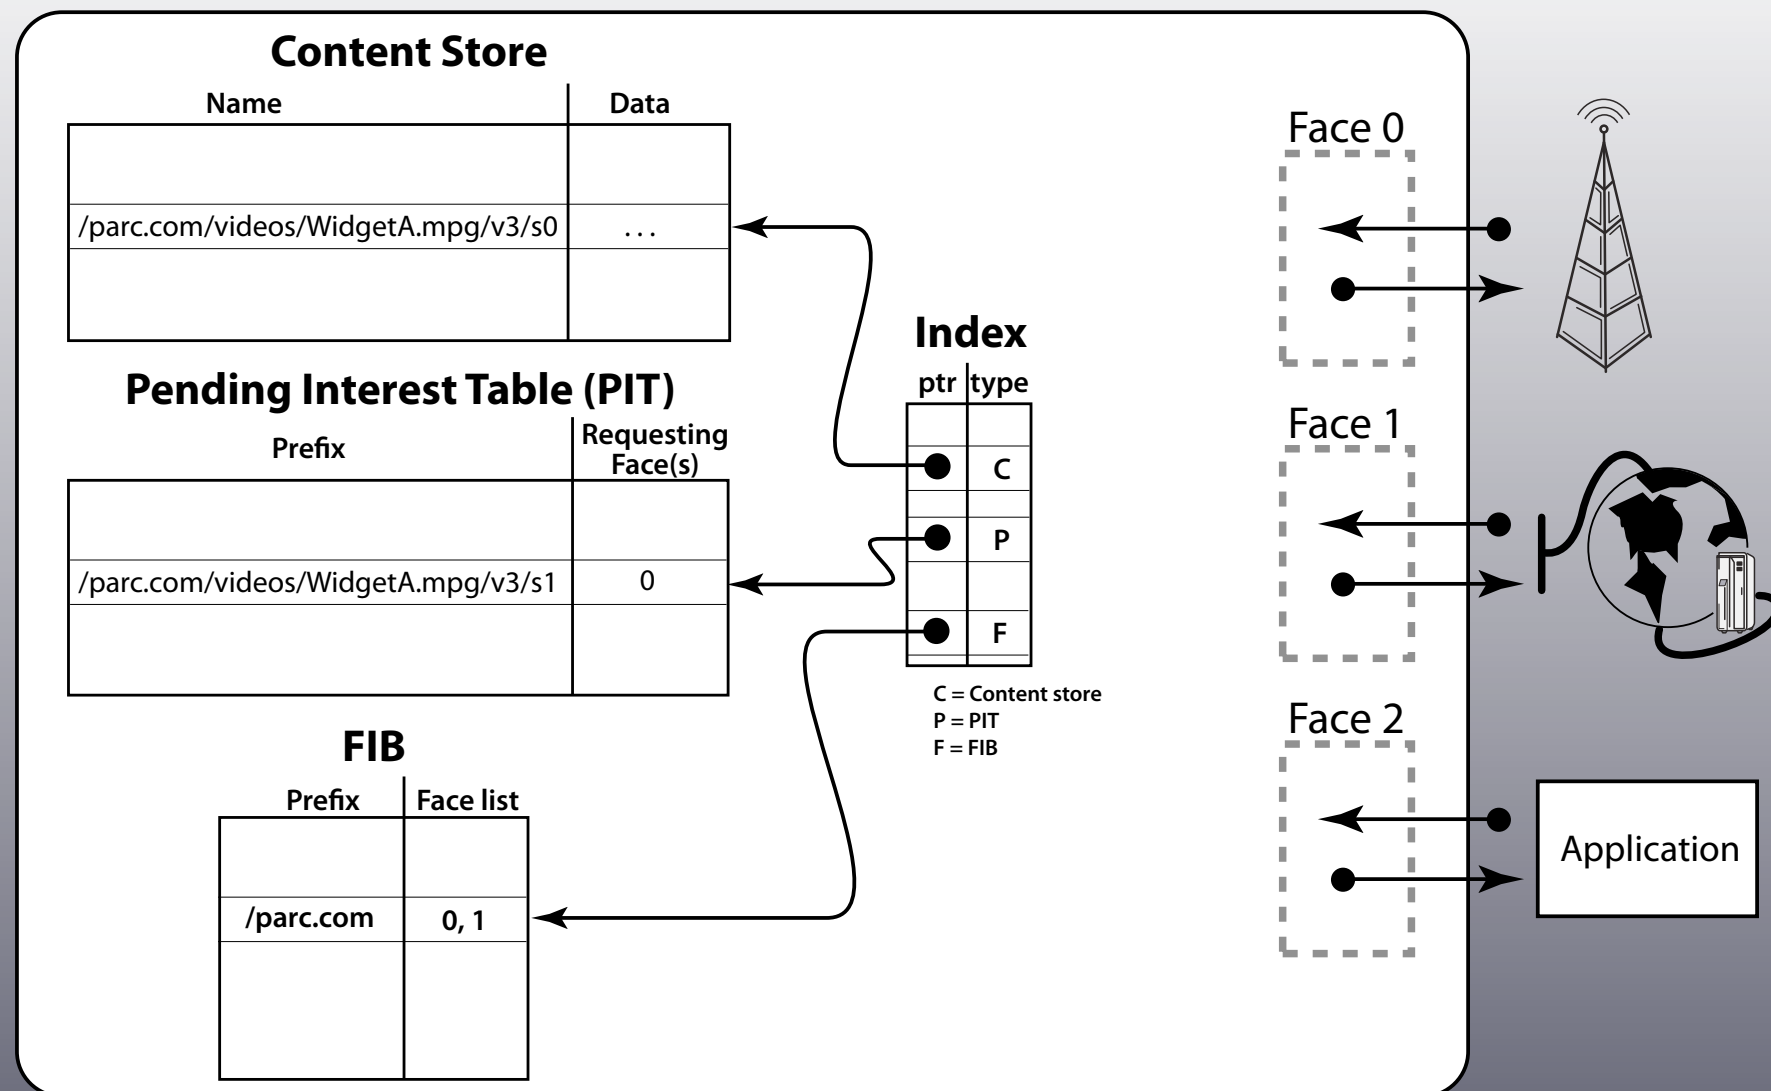 Content Store
Name Data
/parc.com/videos/WidgetA.mpg/v3/s0 ...
Pending Interest Table (PIT)
Prefix Requesting
Face(s)
/parc.com/videos/WidgetA.mpg/v3/s1 0
FIB
Prefix Face list
/parc.com 0, 1
Index
ptr type
C
P
F
C = Content store
P = PIT
F = FIB
Face 0
Face 1
Face 2
Application